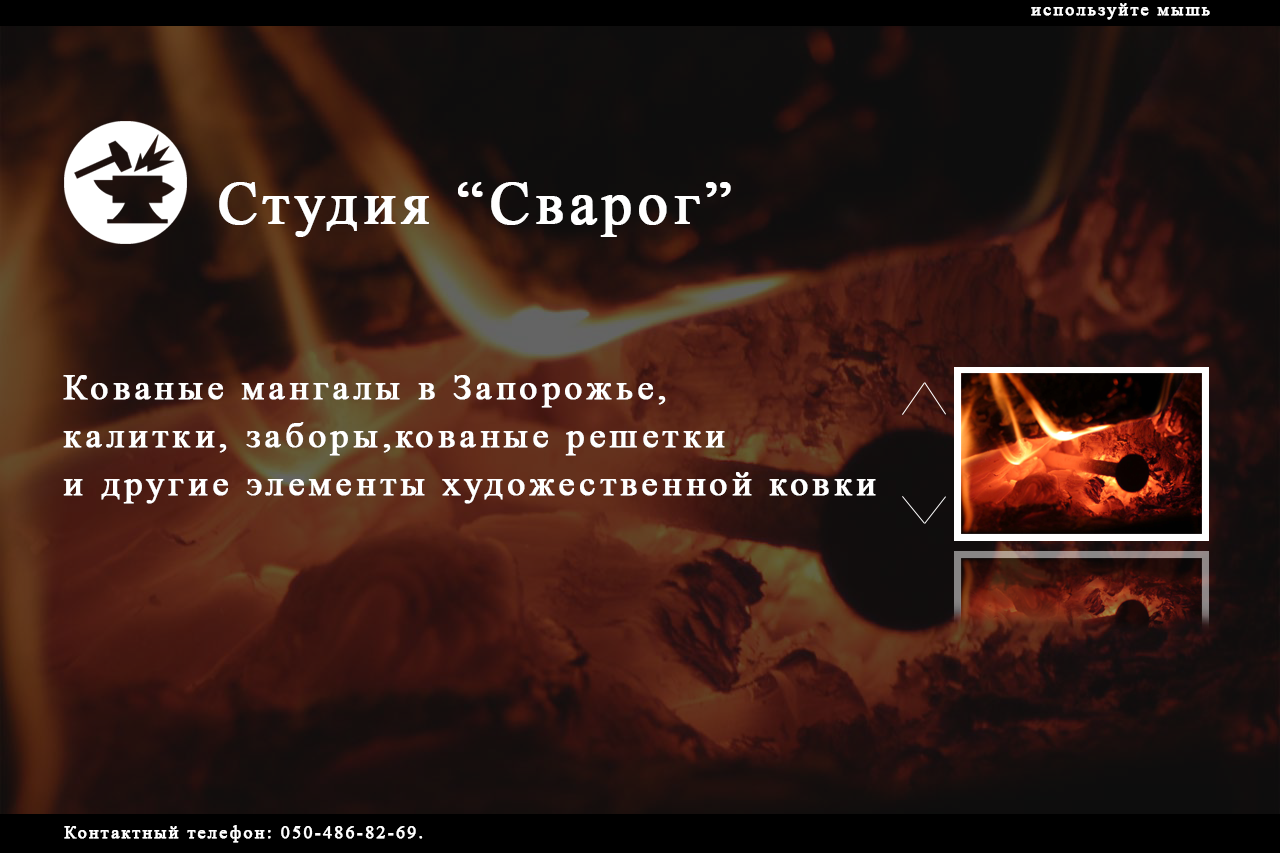 используйте мышь
Студия “Сварог”
Кованые мангалы в Запорожье,
калитки, заборы,кованые решетки
и другие элементы художественной ковки
Контактный телефон: 050-486-82-69.